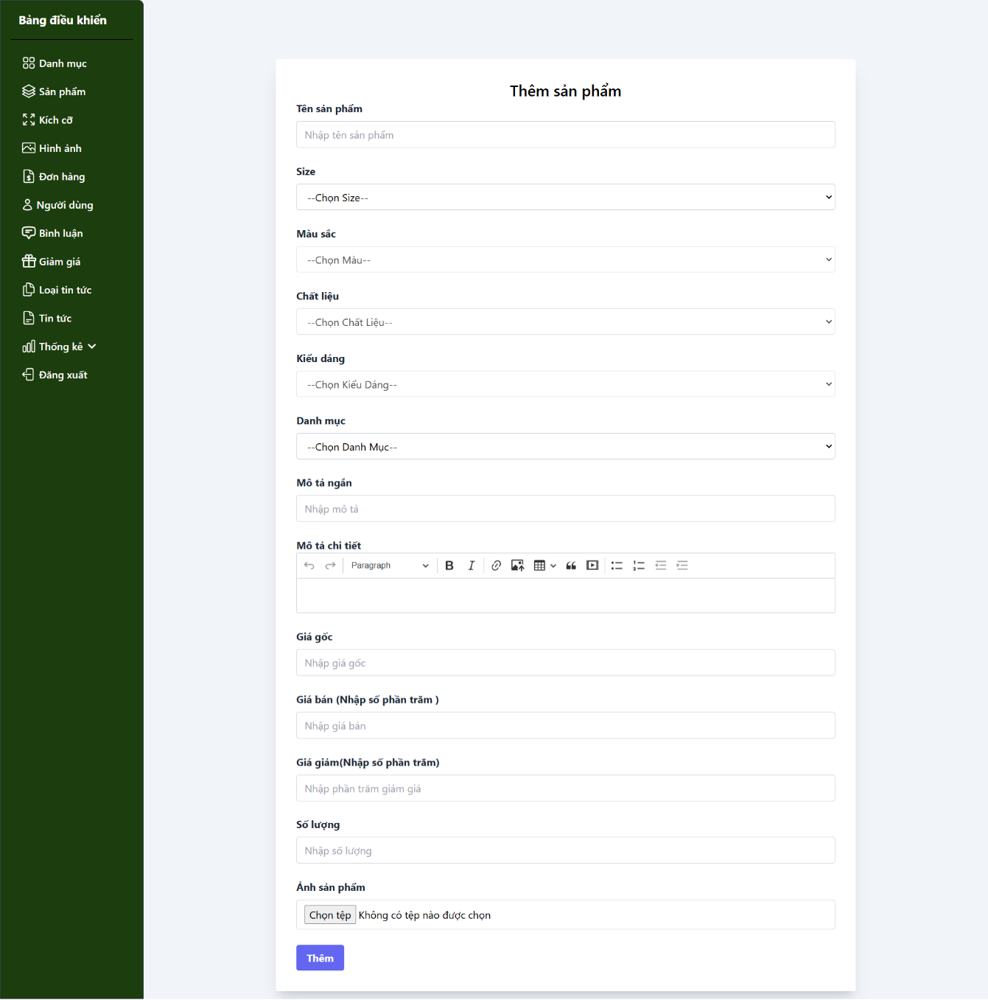 Bảng điều khiển
Danh mục
Sản phẩm
Kích cỡ
Hình ảnh
Đơn hàng
Người dùng
Bình luận
Giảm giá
Loại tin tức
Tin tức
Thống kê
Đăng xuất
Thêm sản phẩm
Tên sản phẩm
Nhập tên sản phẩm
Size
--Chọn Size--
Màu sắc
--Chọn Màu--
Chất liệu
--Chọn Chất Liệu--
Kiểu dáng
--Chọn Kiểu Dáng--
Danh mục
--Chọn Danh Mục--
Mô tả ngắn
Nhập mô tả
Mô tả chi tiết
Paragraph B I
Giá gốc
Nhập giá gốc
Giá bán (Nhập số phần trăm )
Nhập giá bán
Giá giảm(Nhập số phần trăm)
Nhập phần trăm giảm giá
Số lượng
Nhập số lượng
Ảnh sản phẩm
Chọn tệp Không có tệp nào được chọn
Thêm